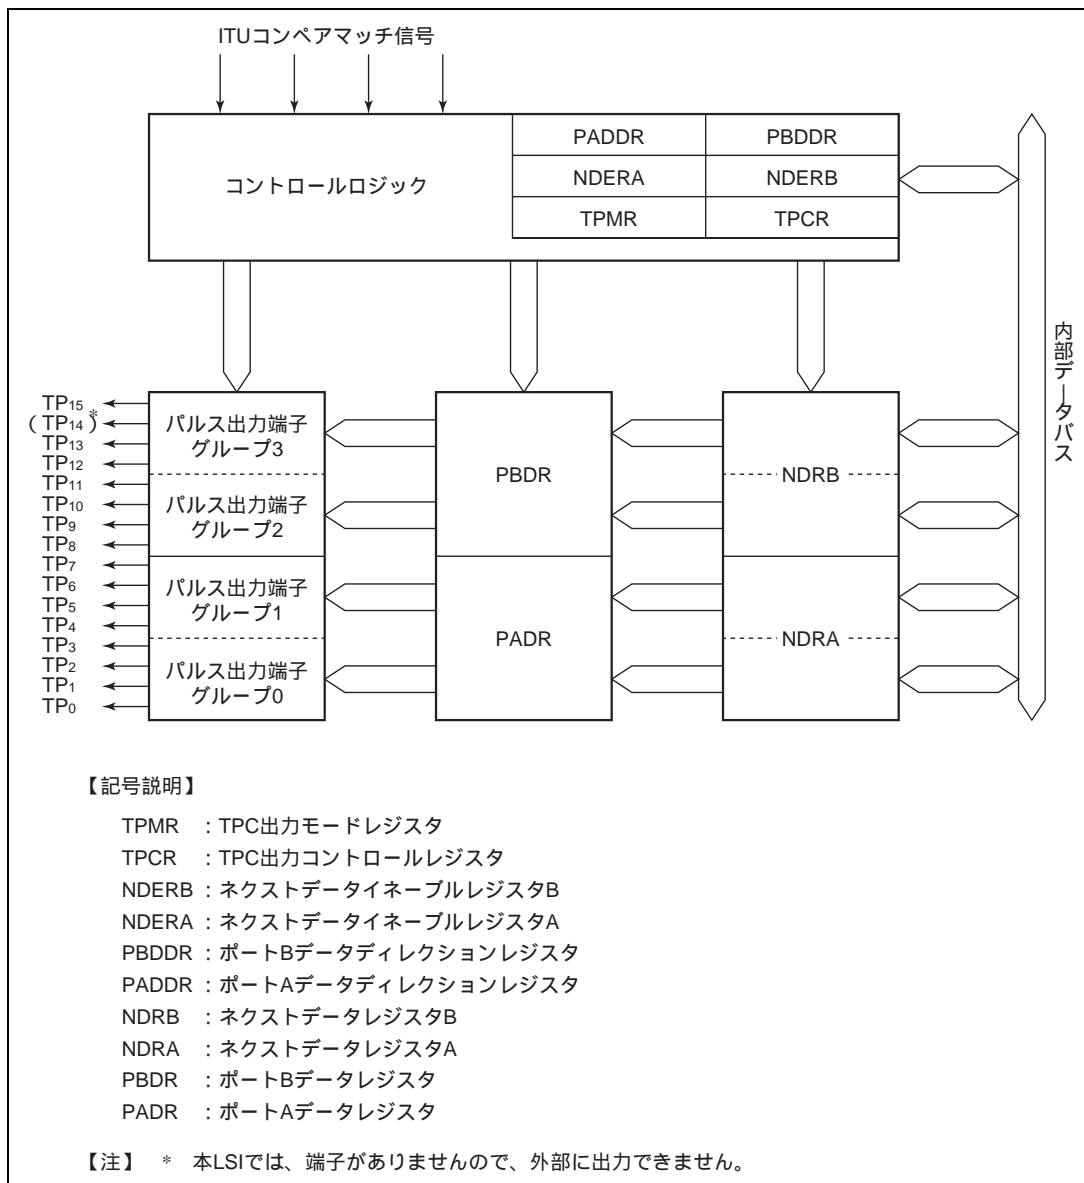 ITUコンペアマッチ信号
コントロールロジック
PADDR
PBDDR
NDERA
NDERB
TPMR
TPCR
内部データバス
TP15
(TP14)*
TP13
TP12
TP11
TP10
TP9
TP8
TP7
TP6
TP5
TP4
TP3
TP2
TP1
TP0
パルス出力端子
グループ3
パルス出力端子
グループ2
パルス出力端子
グループ1
パルス出力端子
グループ0
PBDR
PADR
NDRB
NDRA
【記号説明】
TPMR :TPC出力モードレジスタ
TPCR :TPC出力コントロールレジスタ
NDERB:ネクストデータイネーブルレジスタB
NDERA:ネクストデータイネーブルレジスタA
PBDDR:ポートBデータディレクションレジスタ
PADDR:ポートAデータディレクションレジスタ
NDRB :ネクストデータレジスタB
NDRA :ネクストデータレジスタA
PBDR :ポートBデータレジスタ
PADR :ポートAデータレジスタ
【注】 * 本LSIでは、端子がありませんので、外部に出力できません。